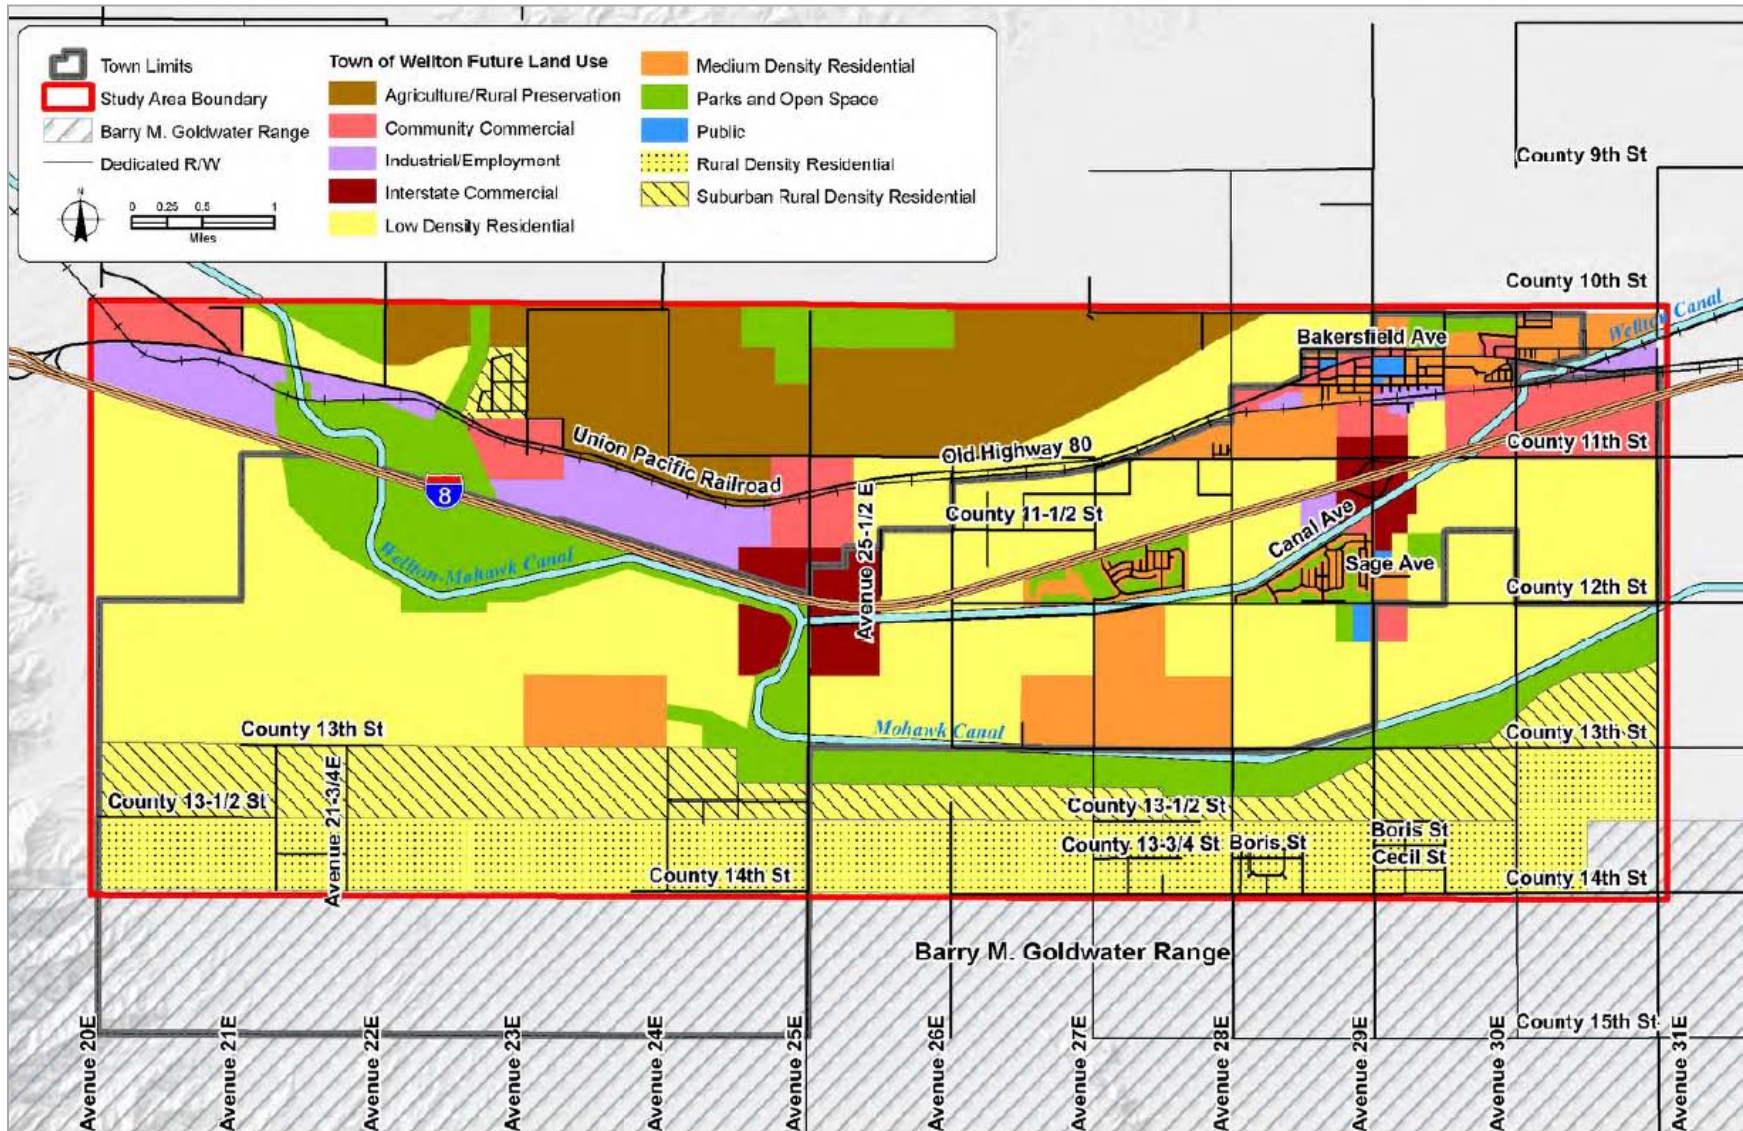 Town Limits
Study Area Boundary
Barry M. Goldwater Range
Dedicated R/W
N
0 0.25 0.5 1
Miles
Town of Wellton Future Land Use
Agriculture/Rural Preservation
Community Commercial
Industrial/Employment
Interstate Commercial
Low Density Residential
Medium Density Residential
Parks and Open Space
Public
Rural Density Residential
Suburban Rural Density Residential
County 9th St
County 10th St
Wellton Canal
Bakersfield Ave
Union Pacific Railroad
Old Highway 80
County 11th St
8
County 11-1/2 St
Canal Ave
Wellton-Mohawk Canal
Avenue 25-1/2 E
Sage Ave
County 12th St
County 13th St
Mohawk Canal
County 13th St
County 13-1/2 St
Avenue 21-3/4E
County 13-1/2 St
County 13-3/4 St
Boris St
Boris St
Cecil St
County 14th St
County 14th St
Barry M. Goldwater Range
County 15th St
Avenue 20E
Avenue 21E
Avenue 22E
Avenue 23E
Avenue 24E
Avenue 25E
Avenue 26E
Avenue 27E
Avenue 28E
Avenue 29E
Avenue 30E
Avenue 31E